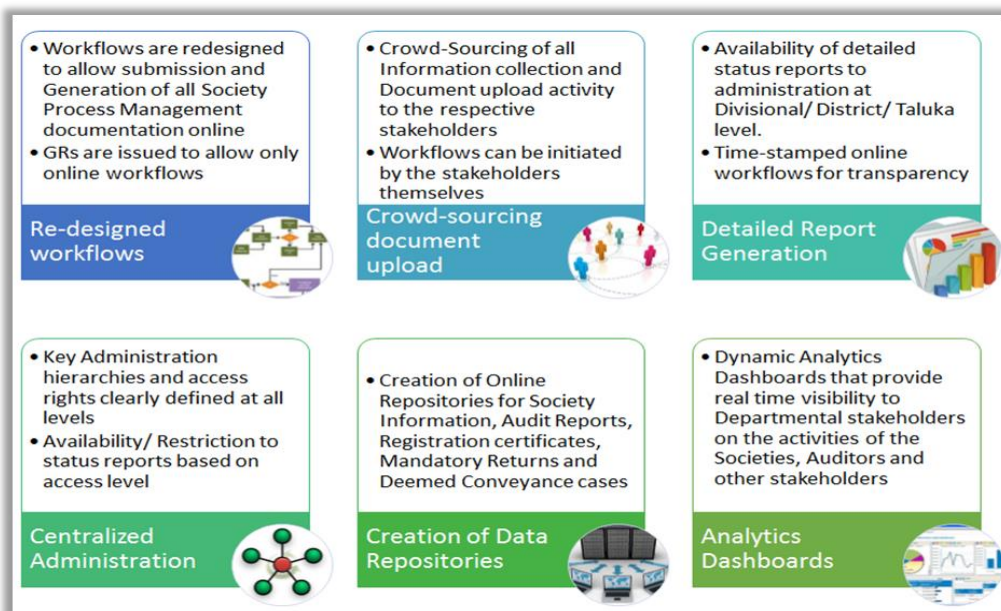 • Workflows are redesigned
to allow submission and
Generation of all Society
Process Management
documentation online
• GRs are issued to allow only
online workflows
Re-designed
workflows
• Crowd-Sourcing of all
Information collection and
Document upload activity
to the respective
stakeholders
• Workflows can be initiated
by the stakeholders
themselves
Crowd-sourcing
document
upload
• Availability of detailed
status reports to
administration at
Divisional/ District/ Taluka
level.
• Time-stamped online
workflows for transparency
Detailed Report
Generation
• Key Administration
hierarchies and access
rights clearly defined at all
levels
• Availability/ Restriction to
status reports based on
access level
Centralized
Administration
• Creation of Online
Repositories for Society
Information, Audit Reports,
Registration certificates,
Mandatory Returns and
Deemed Conveyance cases
Creation of Data
Repositories
• Dynamic Analytics
Dashboards that provide
real time visibility to
Departmental stakeholders
on the activities of the
Societies, Auditors and
other stakeholders
Analytics
Dashboards